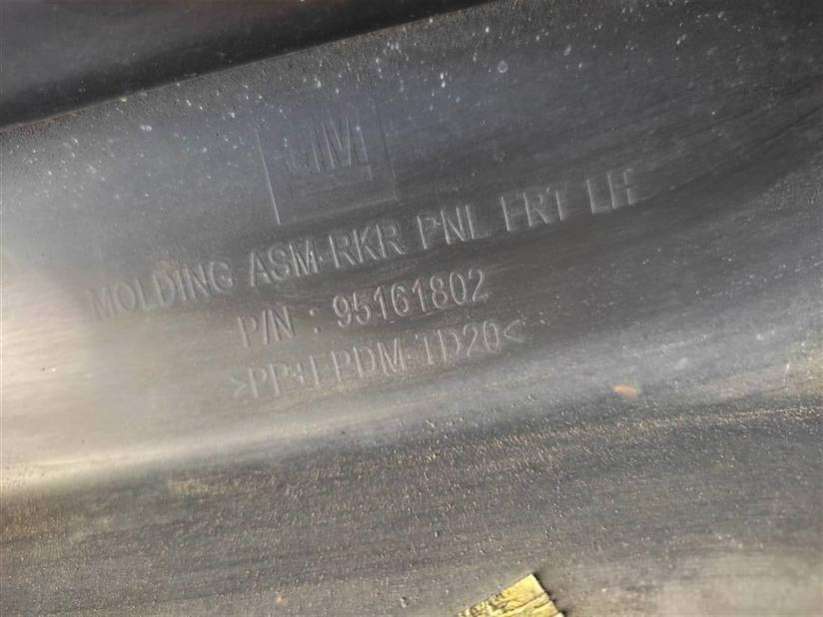 GM
MOLDING ASM-RKR PNL FRT LH
P/N : 95161802
>PP+EPDM-TD20<